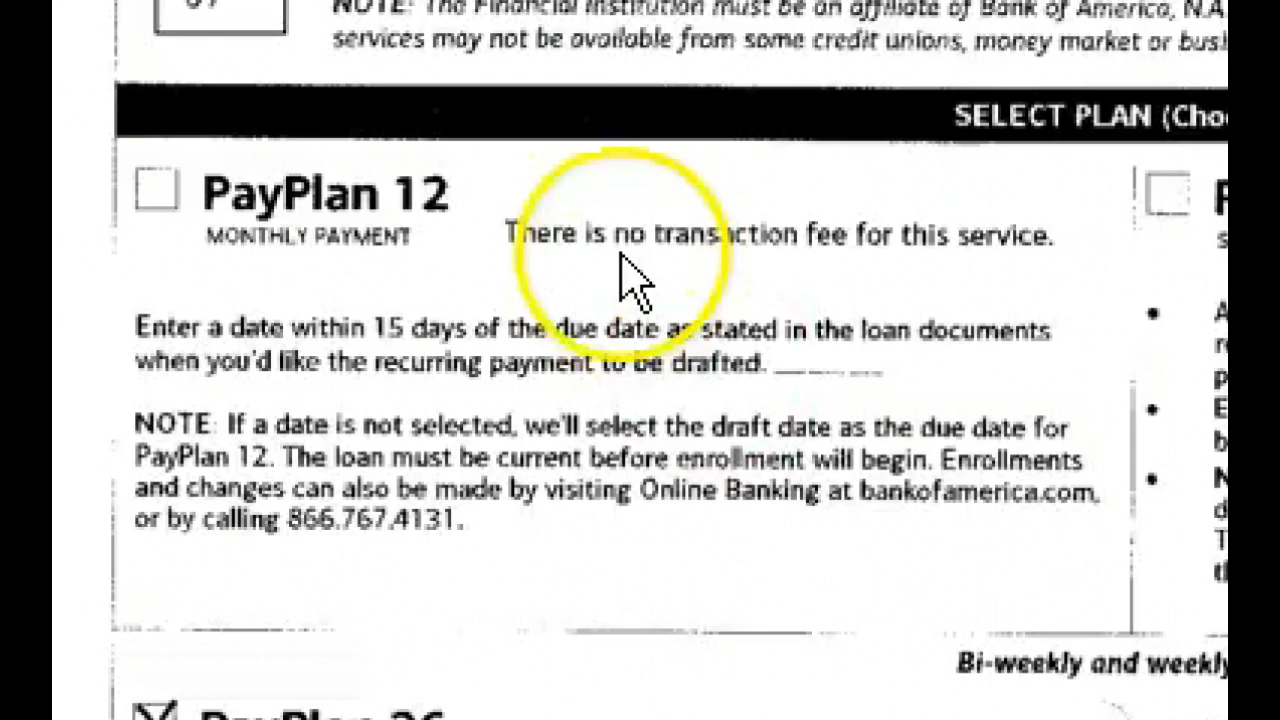 NOTE: The Financial Institution must be an affiliate of Bank of America, N.A.
services may not be available from some credit unions, money market or
SELECT PLAN
PayPlan 12
MONTHLY PAYMENT
There is no transaction fee for this service.
Enter a date within 15 days of the due date as stated in the loan documents
when you'd like the recurring payment to be drafted.
NOTE: If a date is not selected, we'll select the draft date as the due date for
PayPlan 12. The loan must be current before enrollment will begin. Enrollments
and changes can also be made by visiting Online Banking at bankofamerica.com,
or by calling 866.767.4131.
Bi-weekly and weekly
PayPlan 26